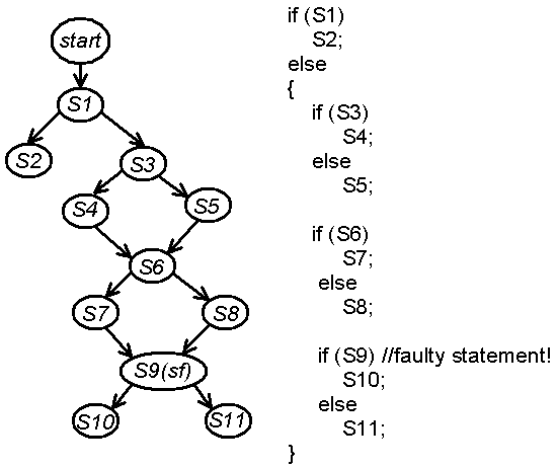 start
S1
S2
S3
S4
S5
S6
S7
S8
S9(sf)
S10
S11
if (S1)
S2;
else
{
if (S3)
S4;
else
S5;
if (S6)
S7;
else
S8;
if (S9) //faulty statement!
S10;
else
S11;
}